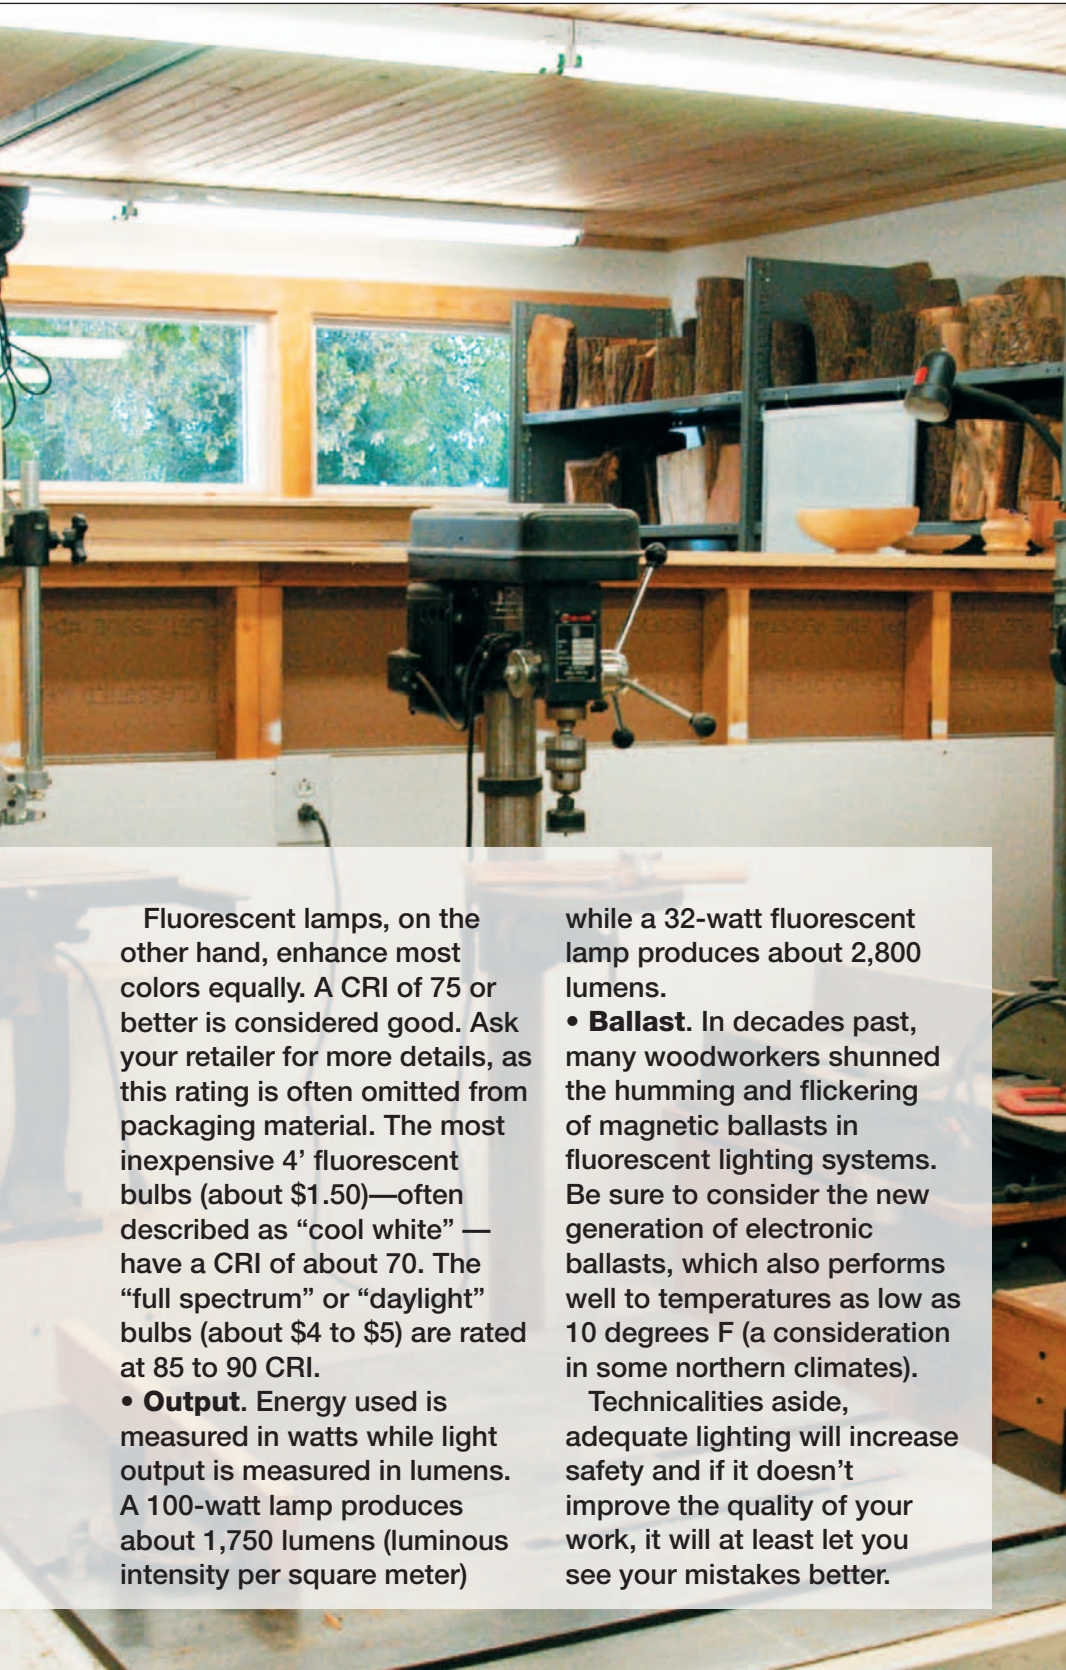 Fluorescent lamps, on the
other hand, enhance most
colors equally. A CRI of 75 or
better is considered good. Ask
your retailer for more details, as
this rating is often omitted from
packaging material. The most
inexpensive 4’ fluorescent
bulbs (about $1.50)—often
described as “cool white” —
have a CRI of about 70. The
“full spectrum” or “daylight”
bulbs (about $4 to $5) are rated
at 85 to 90 CRI.
• Output. Energy used is
measured in watts while light
output is measured in lumens.
A 100-watt lamp produces
about 1,750 lumens (luminous
intensity per square meter)
while a 32-watt fluorescent
lamp produces about 2,800
lumens.
• Ballast. In decades past,
many woodworkers shunned
the humming and flickering
of magnetic ballasts in
fluorescent lighting systems.
Be sure to consider the new
generation of electronic
ballasts, which also performs
well to temperatures as low as
10 degrees F (a consideration
in some northern climates).
Technicalities aside,
adequate lighting will increase
safety and if it doesn’t
improve the quality of your
work, it will at least let you
see your mistakes better.